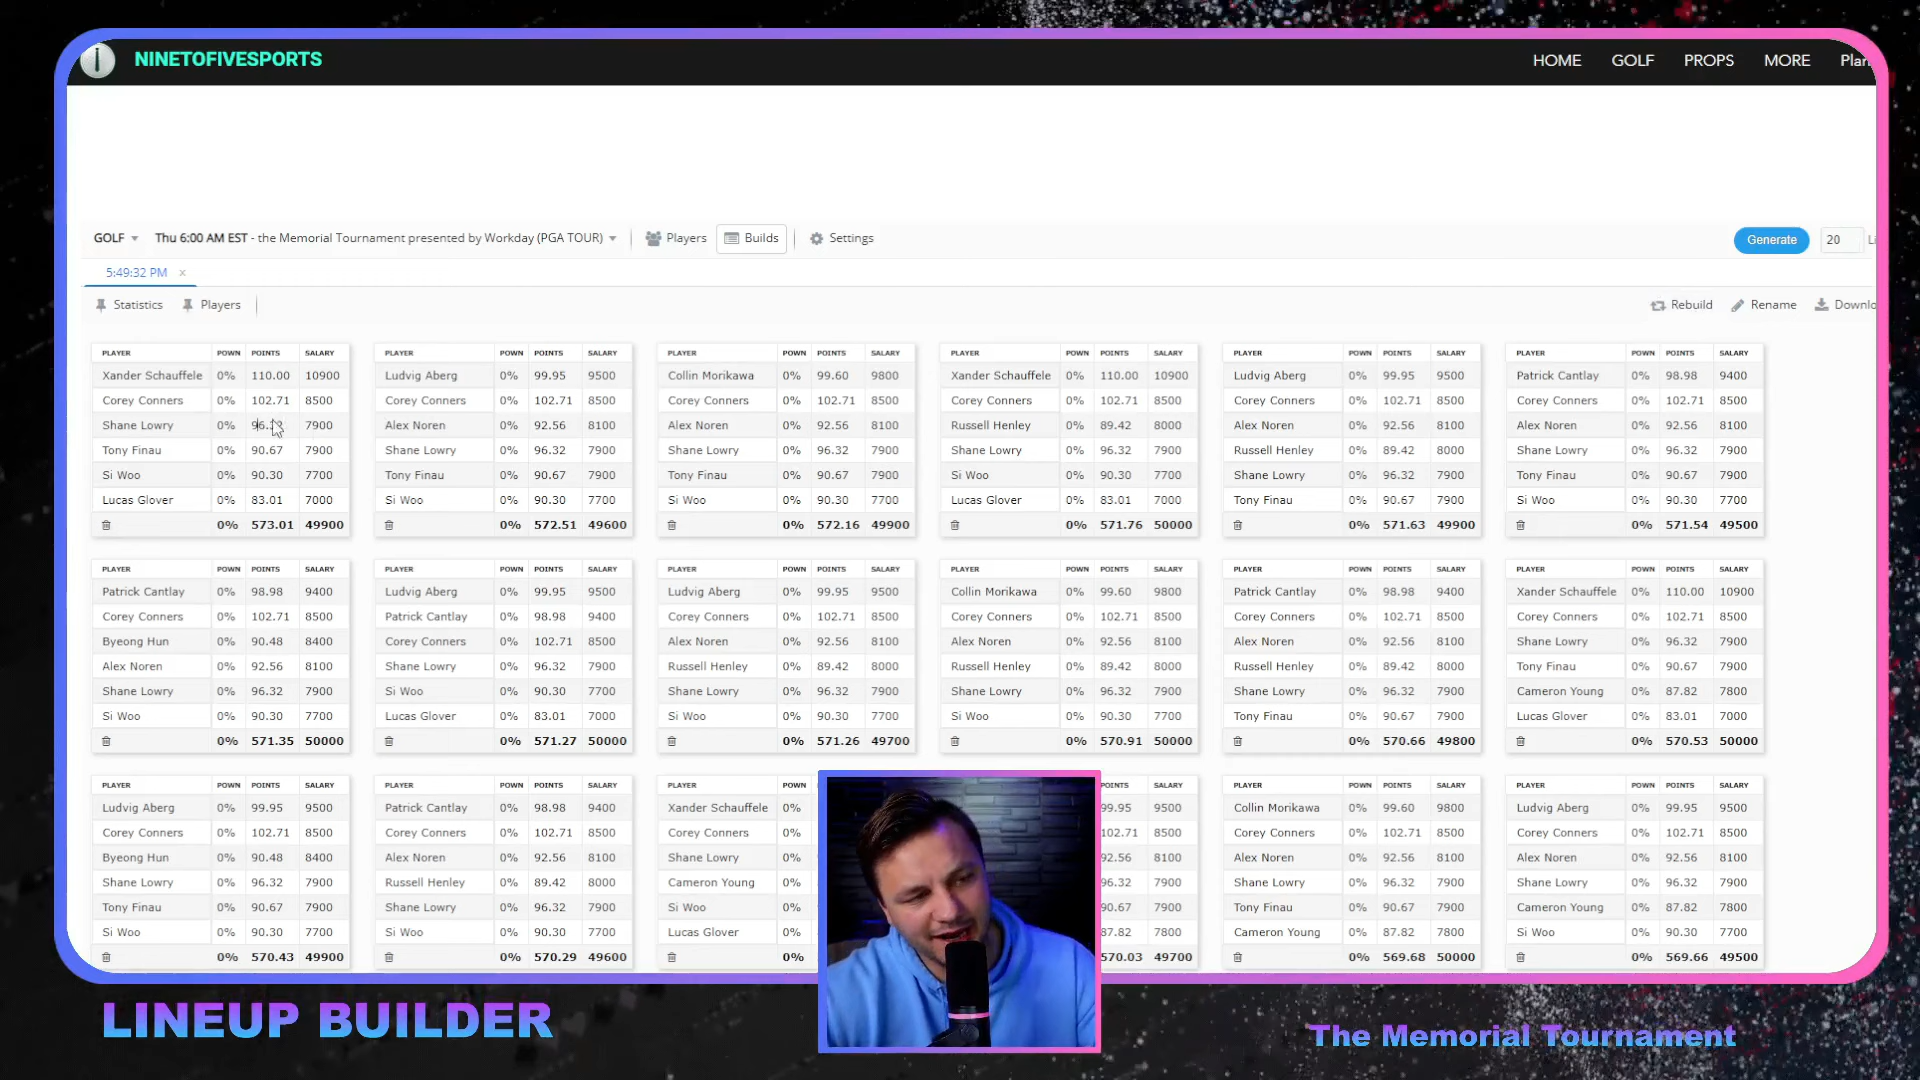 NINETOFIVESPORTS
HOME GOLF PROPS MORE
GOLF Thu 6:00 AM EST - the Memorial Tournament presented by Workday (PGA TOUR) Players Builds Settings Generate 20
5:49:32 PM x
Statistics Players Rebuild Rename
PLAYER POWN POINTS SALARY
Xander Schauffele 0% 110.00 10900
Corey Conners 0% 102.71 8500
Shane Lowry 0% 7900
Tony Finau 0% 90.67 7900
Si Woo 0% 90.30 7700
Lucas Glover 0% 83.01 7000
0% 573.01 49900
PLAYER POWN POINTS SALARY
Ludvig Aberg 0% 99.95 9500
Corey Conners 0% 102.71 8500
Alex Noren 0% 92.56 8100
Shane Lowry 0% 96.32 7900
Tony Finau 0% 90.67 7900
Si Woo 0% 90.30 7700
0% 572.51 49600
PLAYER POWN POINTS SALARY
Collin Morikawa 0% 99.60 9800
Corey Conners 0% 102.71 8500
Alex Noren 0% 92.56 8100
Shane Lowry 0% 96.32 7900
Tony Finau 0% 90.67 7900
Si Woo 0% 90.30 7700
0% 572.16 49900
PLAYER POWN POINTS SALARY
Xander Schauffele 0% 110.00 10900
Corey Conners 0% 102.71 8500
Russell Henley 0% 89.42 8000
Shane Lowry 0% 96.32 7900
Si Woo 0% 90.30 7700
Lucas Glover 0% 83.01 7000
0% 571.76 50000
PLAYER POWN POINTS SALARY
Ludvig Aberg 0% 99.95 9500
Corey Conners 0% 102.71 8500
Alex Noren 0% 92.56 8100
Russell Henley 0% 89.42 8000
Shane Lowry 0% 96.32 7900
Tony Finau 0% 90.67 7900
0% 571.63 49900
PLAYER POWN POINTS SALARY
Patrick Cantlay 0% 98.98 9400
Corey Conners 0% 102.71 8500
Alex Noren 0% 92.56 8100
Shane Lowry 0% 96.32 7900
Tony Finau 0% 90.67 7900
Si Woo 0% 90.30 7700
0% 571.54 49500
PLAYER POWN POINTS SALARY
Patrick Cantlay 0% 98.98 9400
Corey Conners 0% 102.71 8500
Byeong Hun 0% 90.48 8400
Alex Noren 0% 92.56 8100
Shane Lowry 0% 96.32 7900
Si Woo 0% 90.30 7700
0% 571.35 50000
PLAYER POWN POINTS SALARY
Ludvig Aberg 0% 99.95 9500
Patrick Cantlay 0% 98.98 9400
Corey Conners 0% 102.71 8500
Shane Lowry 0% 96.32 7900
Si Woo 0% 90.30 7700
Lucas Glover 0% 83.01 7000
0% 571.27 50000
PLAYER POWN POINTS SALARY
Ludvig Aberg 0% 99.95 9500
Corey Conners 0% 102.71 8500
Alex Noren 0% 92.56 8100
Russell Henley 0% 89.42 8000
Shane Lowry 0% 96.32 7900
Si Woo 0% 90.30 7700
0% 571.26 49700
PLAYER POWN POINTS SALARY
Collin Morikawa 0% 99.60 9800
Corey Conners 0% 102.71 8500
Alex Noren 0% 92.56 8100
Russell Henley 0% 89.42 8000
Shane Lowry 0% 96.32 7900
Si Woo 0% 90.30 7700
0% 570.91 50000
PLAYER POWN POINTS SALARY
Patrick Cantlay 0% 98.98 9400
Corey Conners 0% 102.71 8500
Alex Noren 0% 92.56 8100
Russell Henley 0% 89.42 8000
Shane Lowry 0% 96.32 7900
Tony Finau 0% 90.67 7900
0% 570.66 49800
PLAYER POWN POINTS SALARY
Xander Schauffele 0% 110.00 10900
Corey Conners 0% 102.71 8500
Shane Lowry 0% 96.32 7900
Tony Finau 0% 90.67 7900
Cameron Young 0% 87.82 7800
Lucas Glover 0% 83.01 7000
0% 570.53 50000
PLAYER POWN POINTS SALARY
Ludvig Aberg 0% 99.95 9500
Corey Conners 0% 102.71 8500
Byeong Hun 0% 90.48 8400
Shane Lowry 0% 96.32 7900
Tony Finau 0% 90.67 7900
Si Woo 0% 90.30 7700
0% 570.43 49900
PLAYER POWN POINTS SALARY
Patrick Cantlay 0% 98.98 9400
Corey Conners 0% 102.71 8500
Alex Noren 0% 92.56 8100
Russell Henley 0% 89.42 8000
Shane Lowry 0% 96.32 7900
Si Woo 0% 90.30 7700
0% 570.29 49600
PLAYER POWN
Xander Schauffele 0%
Corey Conners 0%
Shane Lowry 0%
Cameron Young 0%
Si Woo 0%
Lucas Glover 0%
0%
POINTS SALARY
99.95 9500
102.71 8500
92.56 8100
96.32 7900
90.67 7900
87.82 7800
570.03 49700
PLAYER POWN POINTS SALARY
Collin Morikawa 0% 99.60 9800
Corey Conners 0% 102.71 8500
Alex Noren 0% 92.56 8100
Shane Lowry 0% 96.32 7900
Tony Finau 0% 90.67 7900
Cameron Young 0% 87.82 7800
0% 569.68 50000
PLAYER POWN POINTS SALARY
Ludvig Aberg 0% 99.95 9500
Corey Conners 0% 102.71 8500
Alex Noren 0% 92.56 8100
Shane Lowry 0% 96.32 7900
Cameron Young 0% 87.82 7800
Si Woo 0% 90.30 7700
0% 569.66 49500
LINEUP BUILDER
The Memorial Tournament